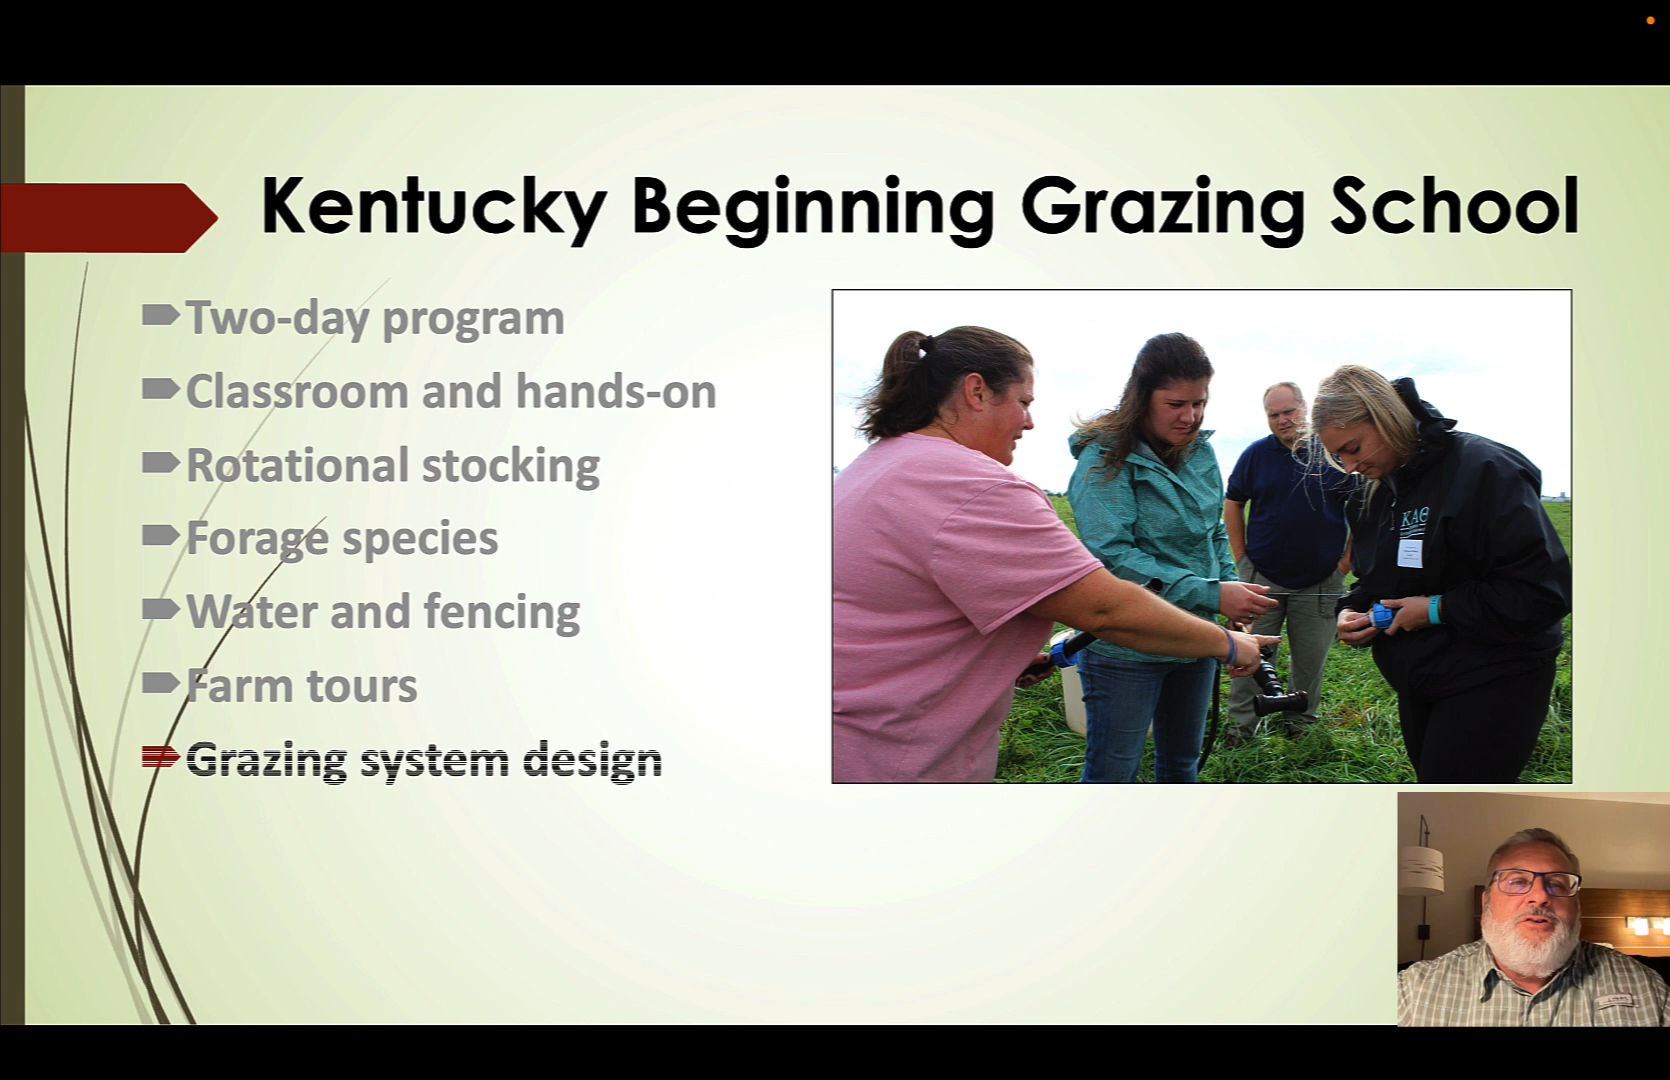 Kentucky Beginning Grazing School
Two-day program
Classroom and hands-on
Rotational stocking
Forage species
Water and fencing
Farm tours
Grazing system design
ΚΑΘ